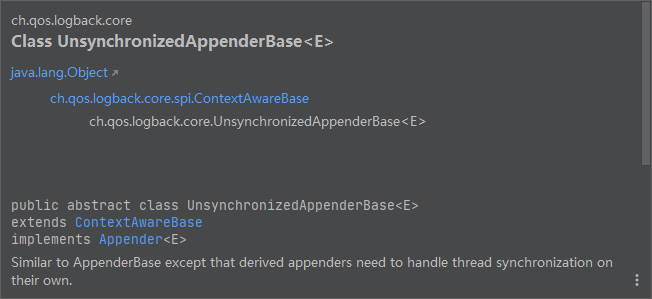 ch.qos.logback.core
Class UnsynchronizedAppenderBase<E>
java.lang.Object
ch.qos.logback.core.spi.ContextAwareBase
ch.qos.logback.core.UnsynchronizedAppenderBase<E>
public abstract class UnsynchronizedAppenderBase<E>
extends ContextAwareBase
implements Appender<E>
Similar to AppenderBase except that derived appenders need to handle thread synchronization on
their own.